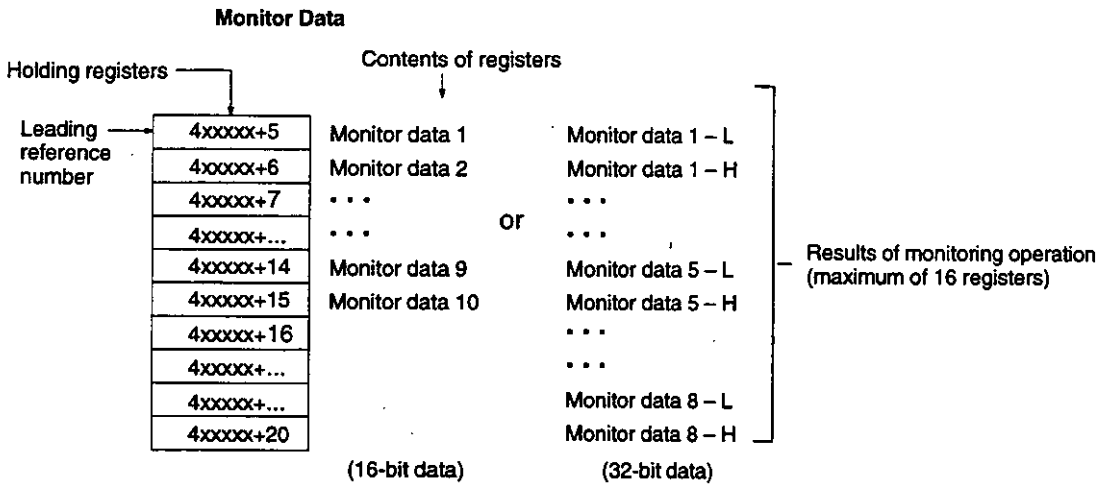 Monitor Data
Contents of registers
Holding registers
Leading
reference
number
4xxxxx+5 Monitor data 1 Monitor data 1 – L
4xxxxx+6 Monitor data 2 Monitor data 1 – H
4xxxxx+7 • • • • • •
or
4xxxxx+... • • • • • •
4xxxxx+14 Monitor data 9 Monitor data 5 – L
4xxxxx+15 Monitor data 10 Monitor data 5 – H
4xxxxx+16 • • •
4xxxxx+... • • •
4xxxxx+... Monitor data 8 – L
4xxxxx+20 Monitor data 8 – H
Results of monitoring operation
(maximum of 16 registers)
(16-bit data) (32-bit data)